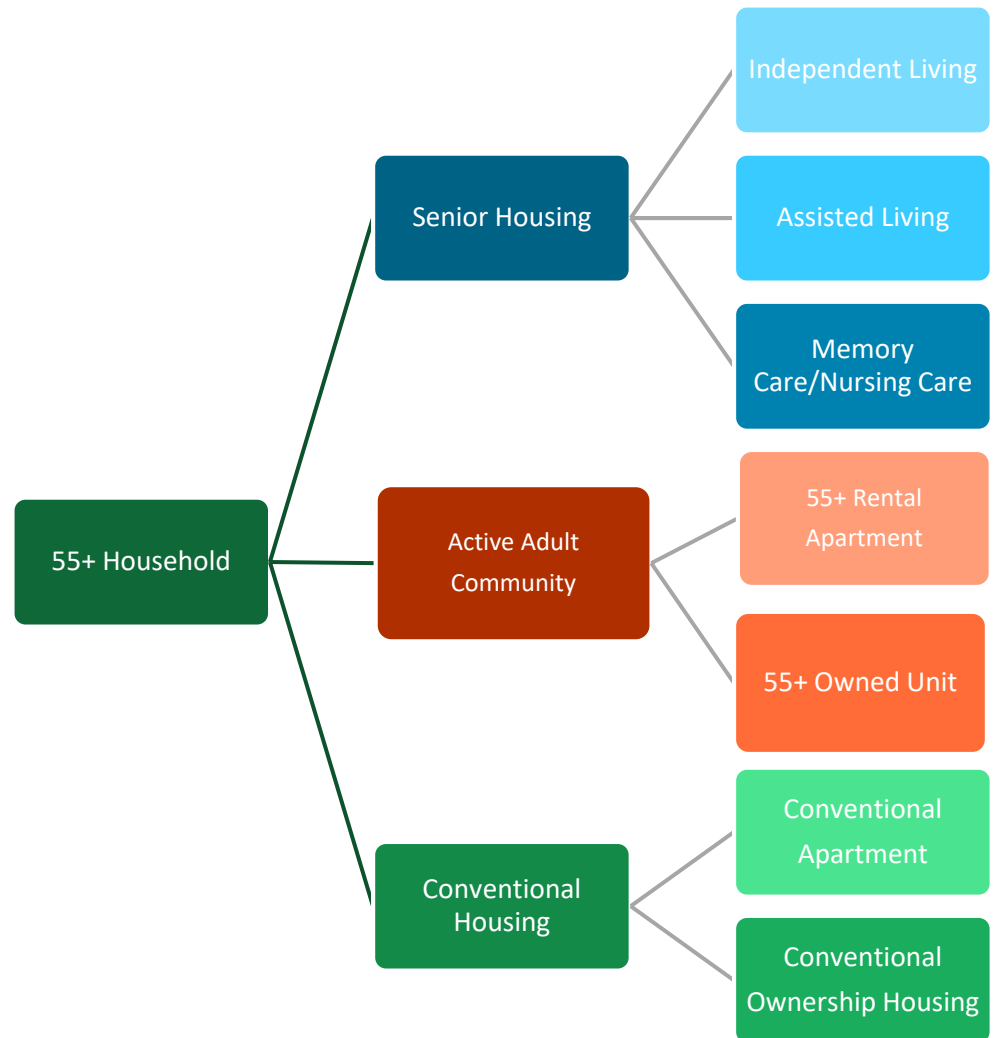 55+ Household
Senior Housing
Independent Living
Assisted Living
Memory
Care/Nursing Care
Active Adult
Community
55+ Rental
Apartment
55+ Owned Unit
Conventional
Housing
Conventional
Apartment
Conventional
Ownership Housing